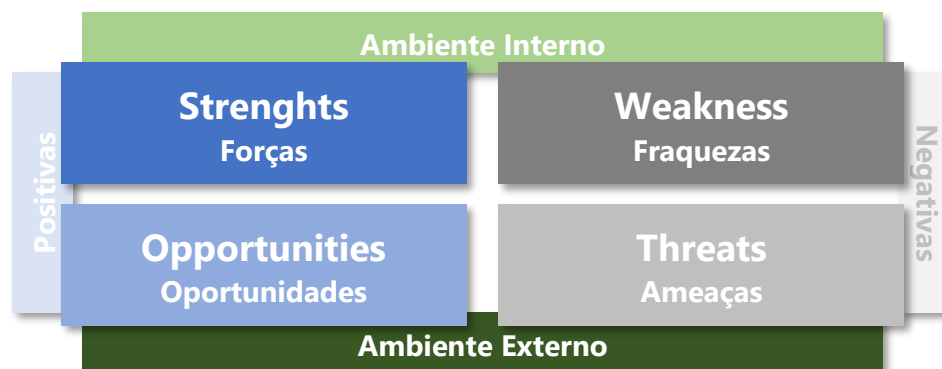 Ambiente Interno
Positivas
Strenghts
Forças
Weakness
Fraquezas
Negativas
Opportunities
Oportunidades
Threats
Ameaças
Ambiente Externo